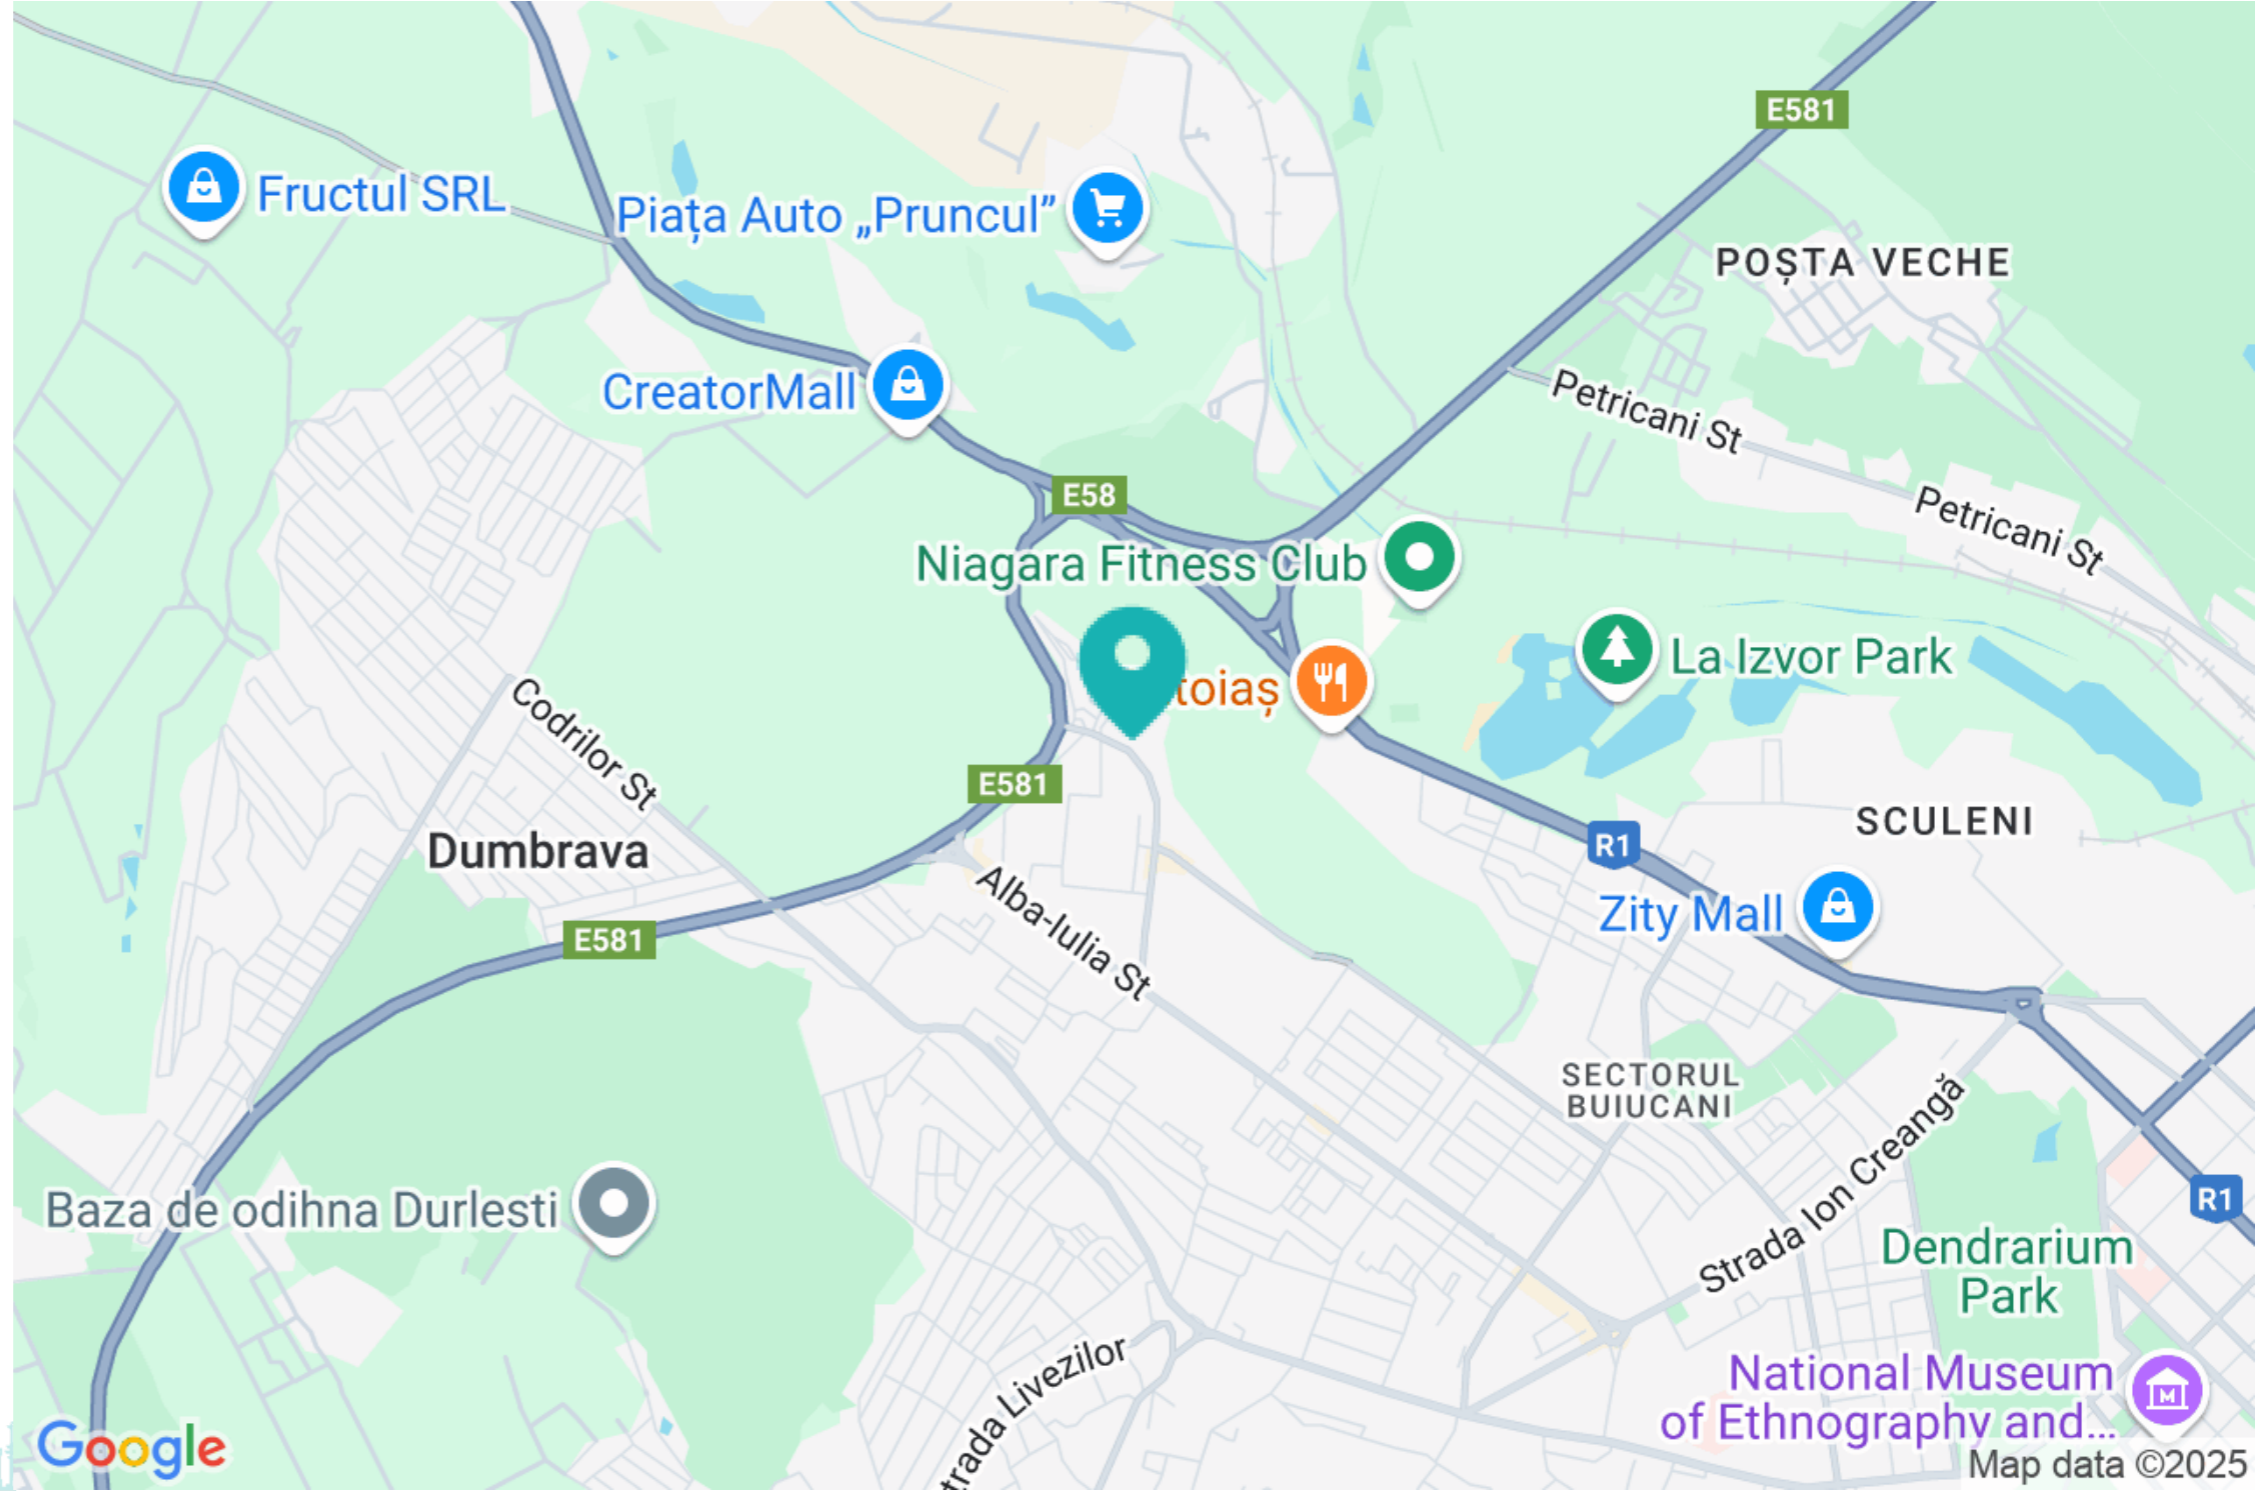 E581
Fructul SRL
Piața Auto „Pruncul”
POȘTA VECHE
CreatorMall
Petricani St
E58
Petricani St
Niagara Fitness Club
La Izvor Park
toiaș
Codrilor St
E581
SCULENI
Dumbrava
R1
Alba-Iulia St
Zity Mall
E581
SECTORUL
BUIUCANI
Strada Ion Creangă
Baza de odihna Durlesti
R1
Dendrarium
Park
Strada Livezilor
National Museum
of Ethnography and...
Google
Map data ©2025